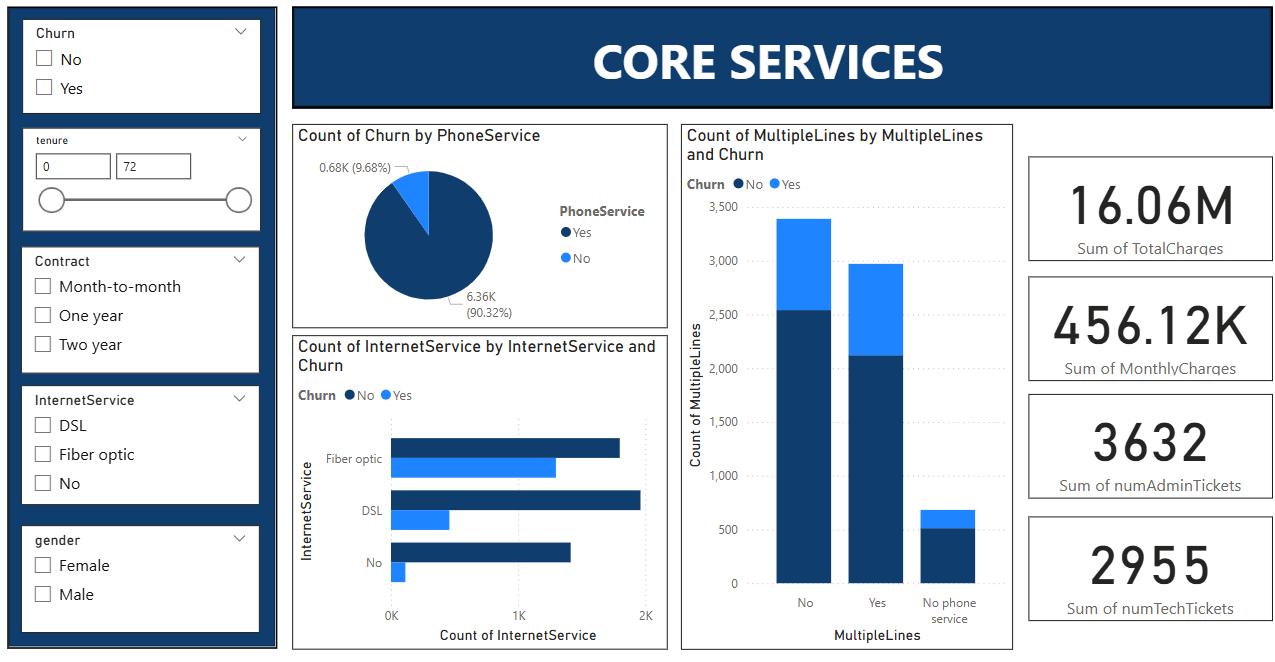 Churn
No
Yes
tenure
0 72
Contract
Month-to-month
One year
Two year
InternetService
DSL
Fiber optic
No
gender
Female
Male
CORE SERVICES
Count of Churn by PhoneService
0.68K (9.68%)
6.36K
(90.32%)
PhoneService
Yes
No
Count of InternetService by InternetService and
Churn
Churn No Yes
InternetService
Fiber optic
DSL
No
0K 1K 2K
Count of InternetService
Count of MultipleLines by MultipleLines
and Churn
Churn No Yes
Count of MultipleLines
3,500
3,000
2,500
2,000
1,500
1,000
500
0
No Yes No phone
service
MultipleLines
16.06M
Sum of TotalCharges
456.12K
Sum of MonthlyCharges
3632
Sum of numAdminTickets
2955
Sum of numTechTickets